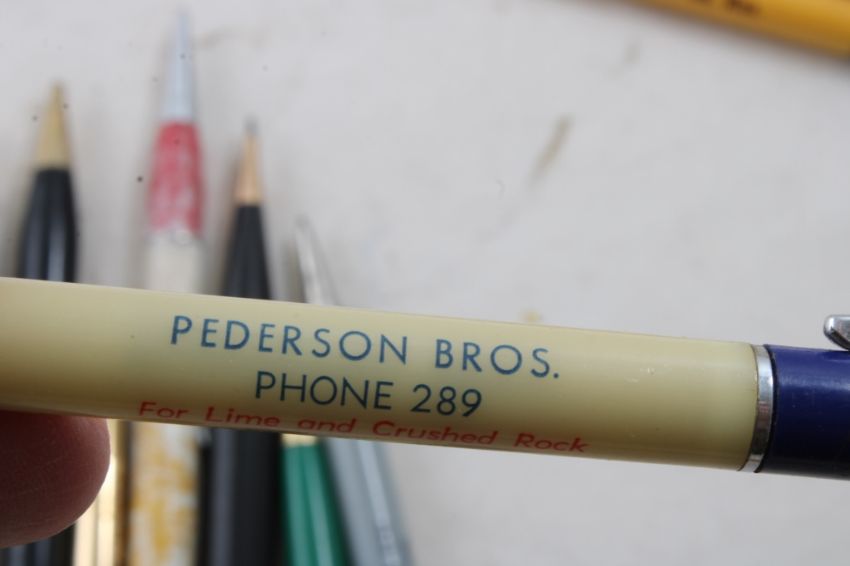 PEDERSON BROS.
PHONE 289
For Lime and Crushed Rock